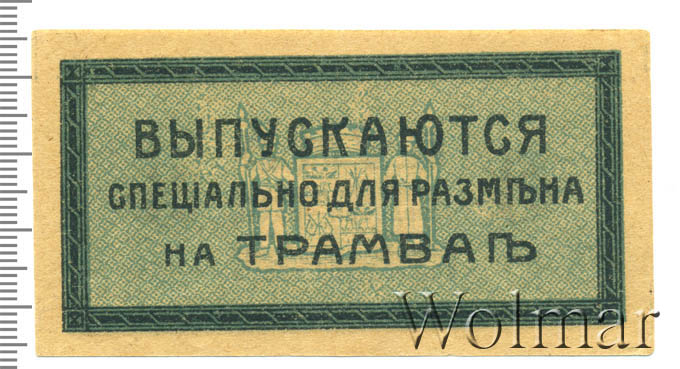 ВЫПУСКАЮТСЯ
СПЕЦІАЛЬНО ДЛЯ РАЗМѢНА
НА ТРАМВАѢ
Wolmar